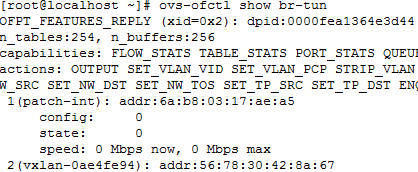 [root@localhost ~]# ovs-ofctl show br-tun
OFPT_FEATURES_REPLY (xid=0x2): dpid:0000fea1364e3d44
n_tables:254, n_buffers:256
capabilities: FLOW_STATS TABLE_STATS PORT_STATS QUEUE
actions: OUTPUT SET_VLAN_VID SET_VLAN_PCP STRIP_VLAN
W_SRC SET_NW_DST SET_NW_TOS SET_TP_SRC SET_TP_DST ENQ
1(patch-int): addr:6a:b8:03:17:ae:a5
config: 0
state: 0
speed: 0 Mbps now, 0 Mbps max
2(vxlan-0ae4fe94): addr:56:78:30:42:8a:67